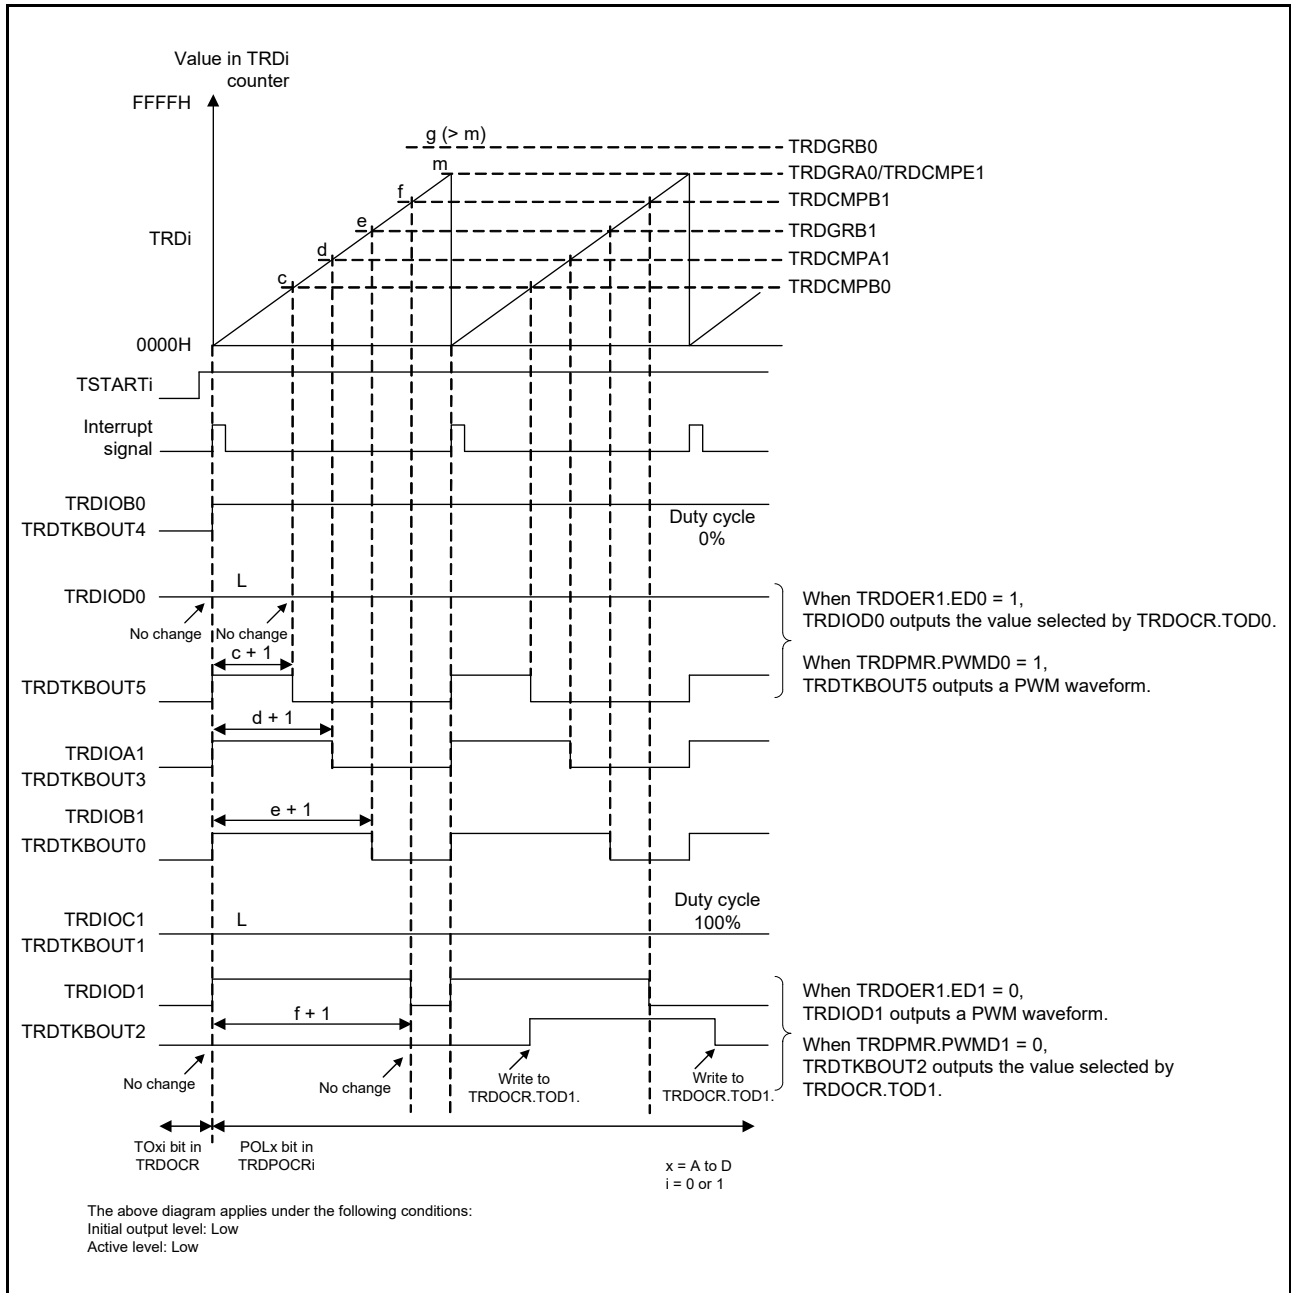 Value in TRDi
counter
FFFFH
g (> m)
TRDGRB0
m
TRDGRA0/TRDCMPE1
f
TRDCMPB1
e
TRDGRB1
TRDi
d
TRDCMPA1
c
TRDCMPB0
0000H
TSTARTi
Interrupt
signal
TRDIOB0
TRDTKBOUT4
Duty cycle
0%
L
TRDIOD0
No change
No change
When TRDOER1.ED0 = 1,
TRDIOD0 outputs the value selected by TRDOCR.TOD0.
When TRDPMR.PWMD0 = 1,
TRDTKBOUT5 outputs a PWM waveform.
c + 1
TRDTKBOUT5
d + 1
TRDIOA1
TRDTKBOUT3
TRDIOB1
e + 1
TRDTKBOUT0
Duty cycle
100%
TRDIOC1
L
TRDTKBOUT1
TRDIOD1
f + 1
TRDTKBOUT2
When TRDOER1.ED1 = 0,
TRDIOD1 outputs a PWM waveform.
When TRDPMR.PWMD1 = 0,
TRDTKBOUT2 outputs the value selected by
TRDOCR.TOD1.
No change
No change
Write to
TRDOCR.TOD1.
Write to
TRDOCR.TOD1.
TOxi bit in
TRDOCR
POLx bit in
TRDPOCRi
x = A to D
i = 0 or 1
The above diagram applies under the following conditions:
Initial output level: Low
Active level: Low